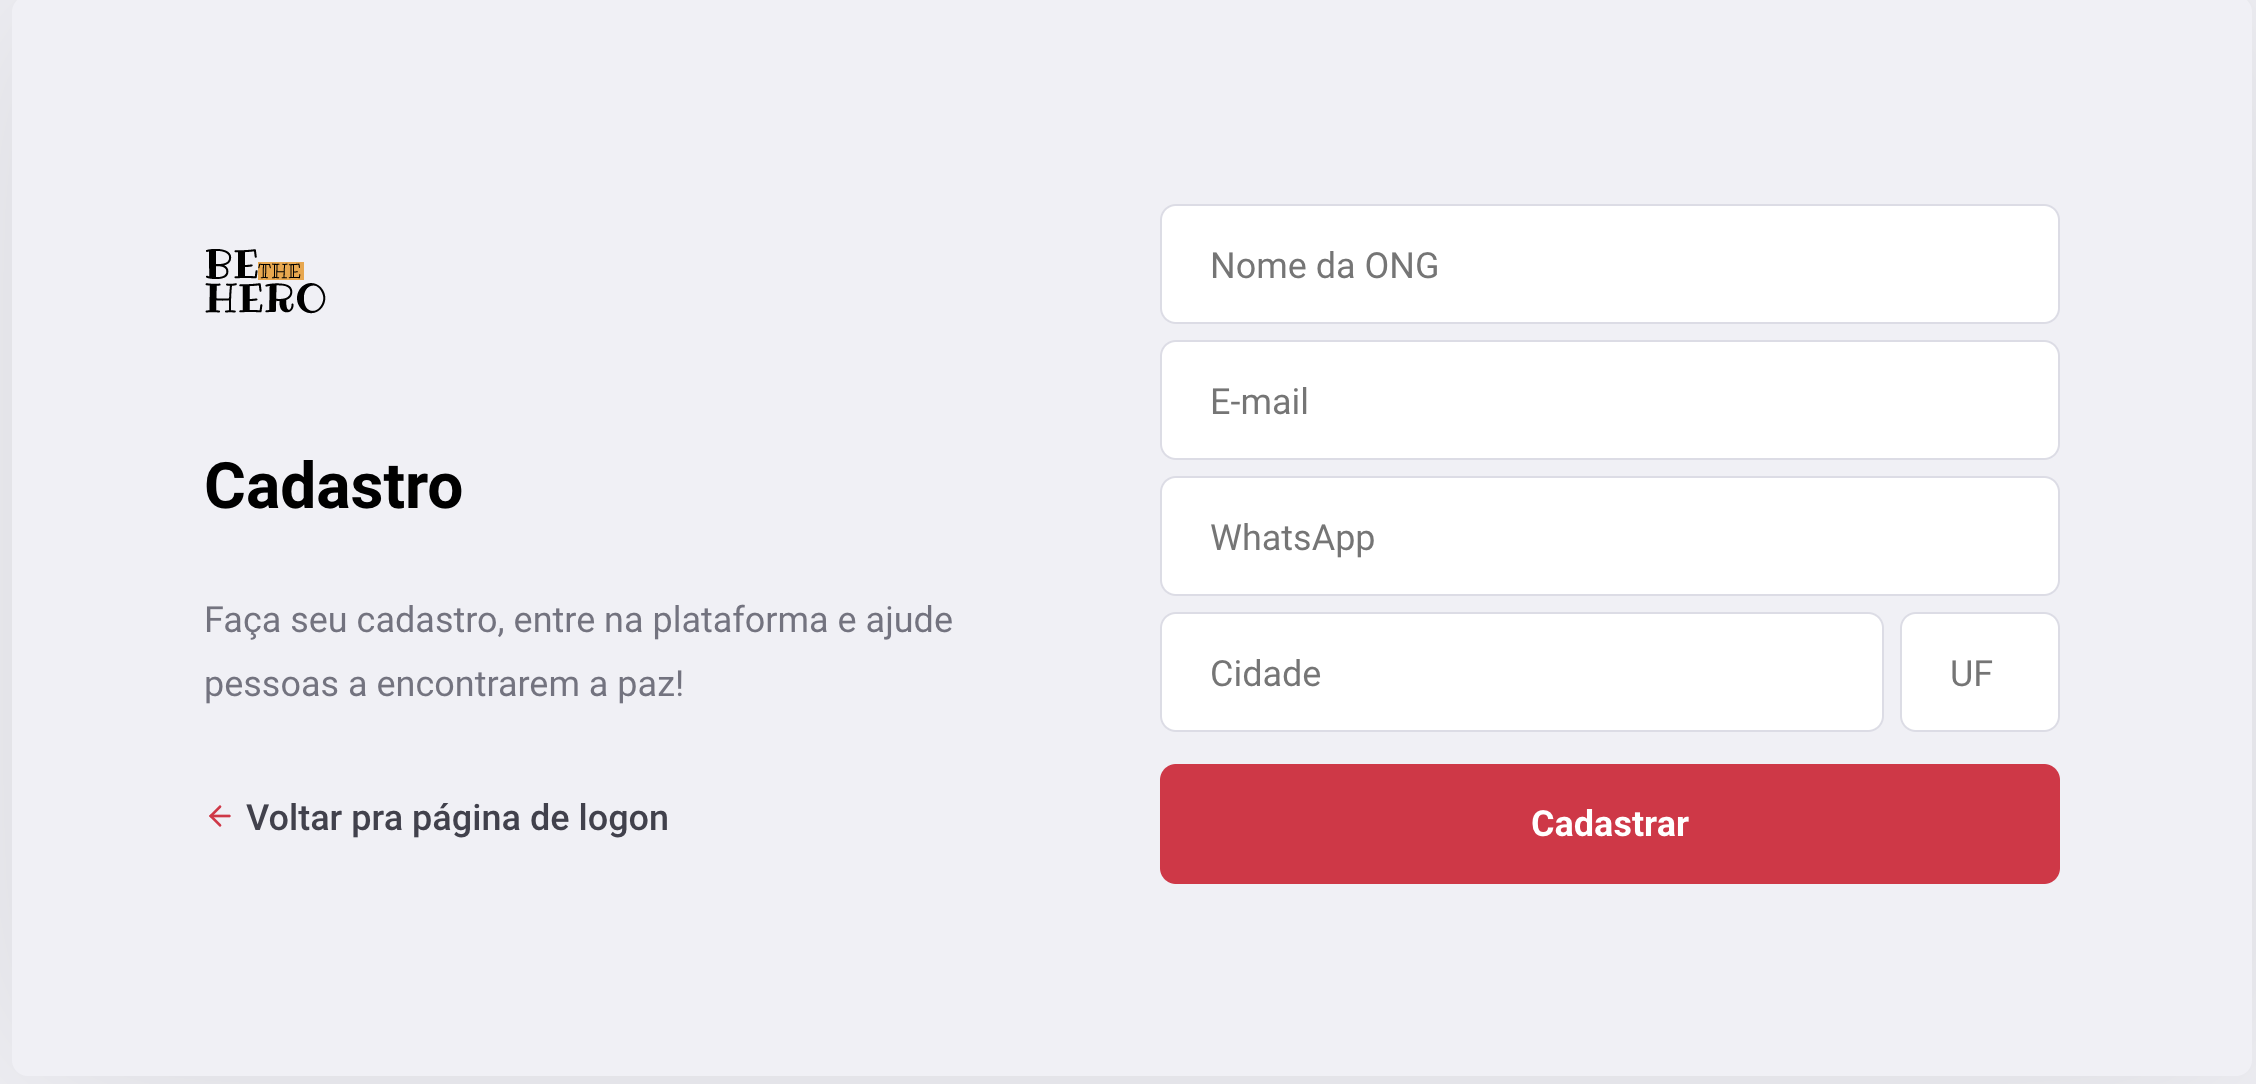 BE THE
HERO
Cadastro
Faça seu cadastro, entre na plataforma e ajude
pessoas a encontrarem a paz!
Voltar pra página de logon
Nome da ONG
E-mail
WhatsApp
Cidade
UF
Cadastrar